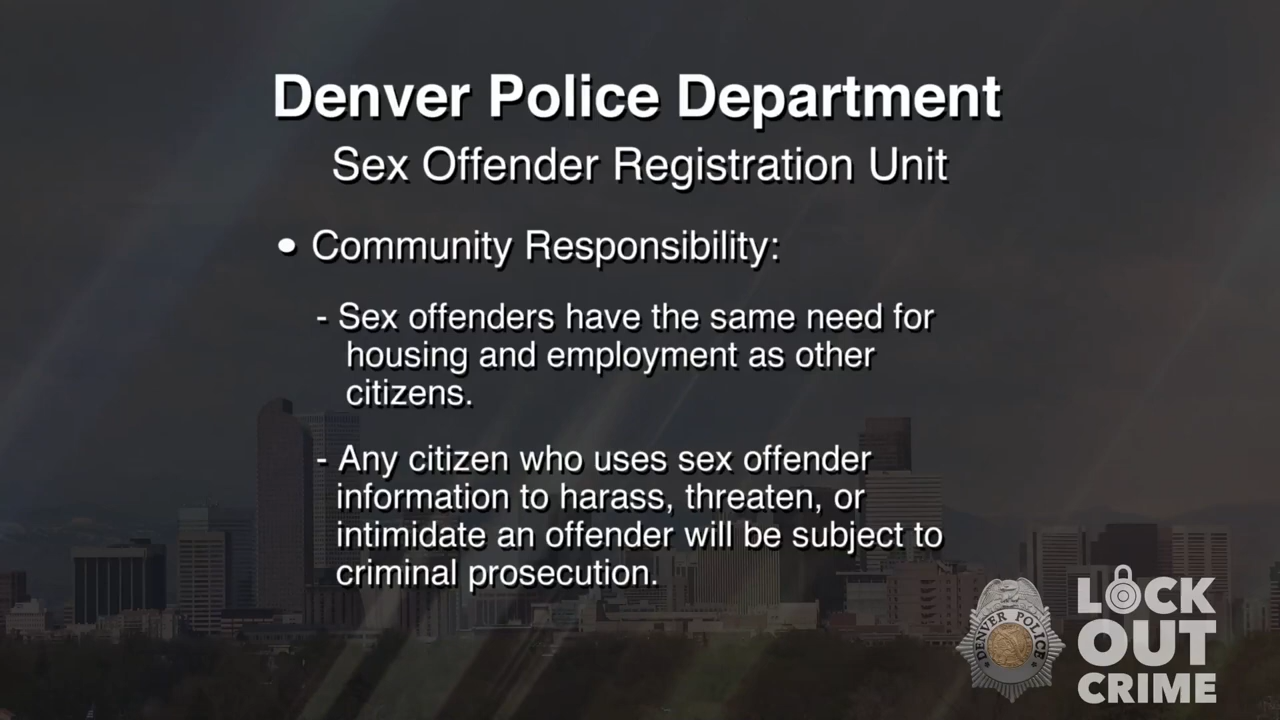 Denver Police Department
Sex Offender Registration Unit
• Community Responsibility:
- Sex offenders have the same need for
housing and employment as other
citizens.
- Any citizen who uses sex offender
information to harass, threaten, or
intimidate an offender will be subject to
criminal prosecution.
DENVER POLICE
LOCK
OUT
CRIME